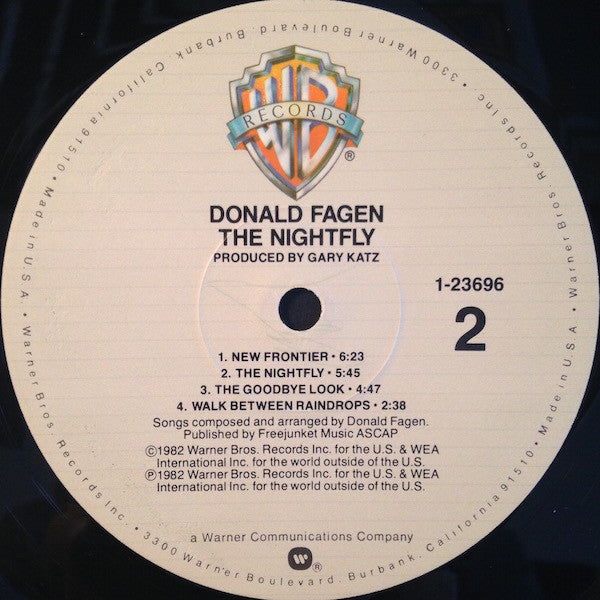 WB
RECORDS
®
DONALD FAGEN
THE NIGHTFLY
PRODUCED BY GARY KATZ
1-23696
2
1. NEW FRONTIER • 6:23
2. THE NIGHTFLY • 5:45
3. THE GOODBYE LOOK • 4:47
4. WALK BETWEEN RAINDROPS • 2:38
Songs composed and arranged by Donald Fagen.
Published by Freejunket Music ASCAP
Ⓒ1982 Warner Bros. Records Inc. for the U.S. & WEA
International Inc. for the world outside of the U.S.
Ⓟ1982 Warner Bros. Records Inc. for the U.S. & WEA
International Inc. for the world outside of the U.S.
a Warner Communications Company
W®
Warner Bros. Records Inc. • 3300 Warner Boulevard, Burbank, California 91510 • Made in U.S.A. • Warner Bros. Records Inc. • 3300 Warner Boulevard, Burbank, California 91510 • Made in U.S.A. •